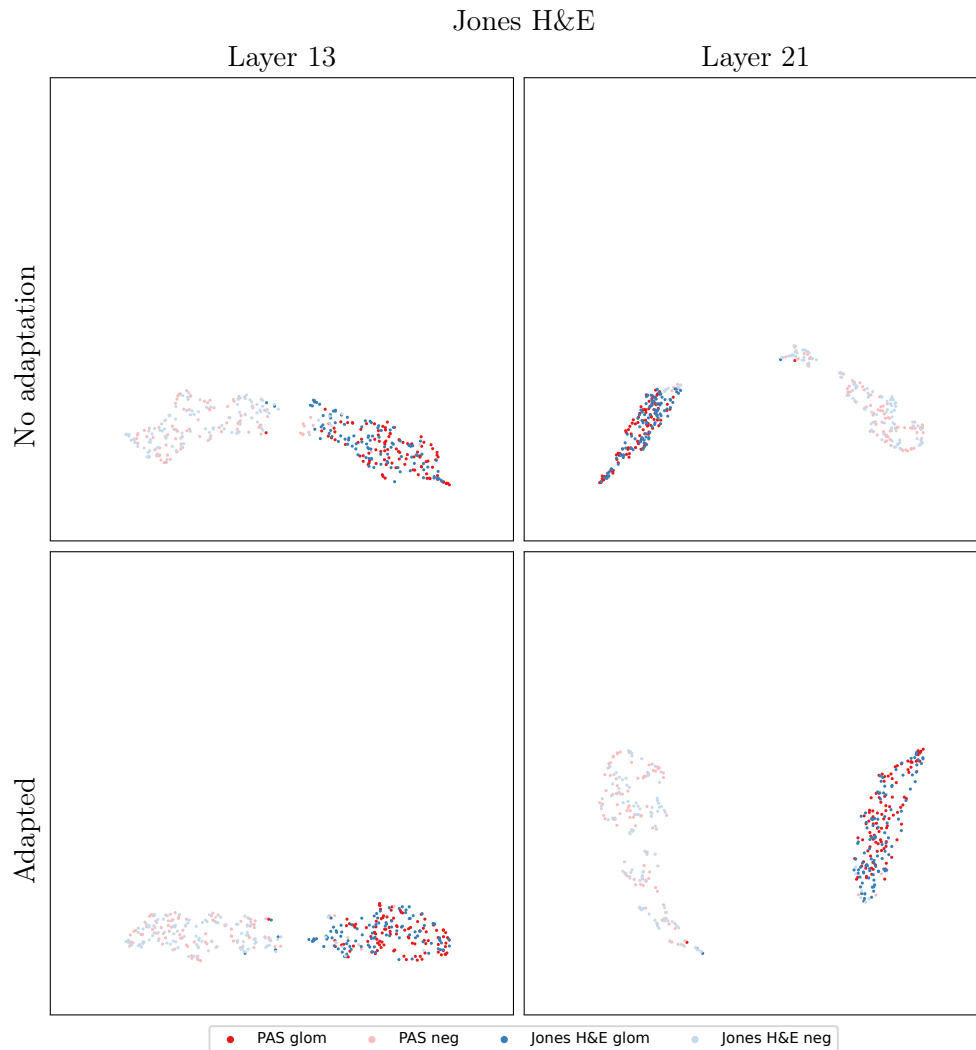 Jones H&E
Layer 13
Layer 21
No adaptation
Adapted
PAS glom
PAS neg
Jones H&E glom
Jones H&E neg